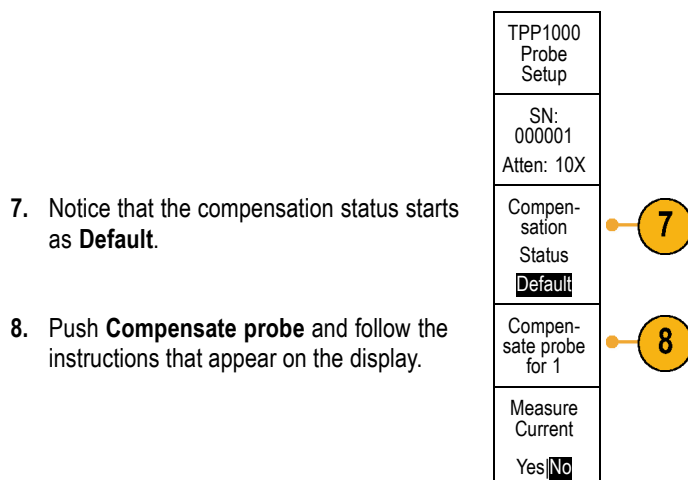 TPP1000
Probe
Setup
SN:
000001
Atten: 10X
7. Notice that the compensation status starts
as Default.
Compen-
sation
Status
Default
7
8. Push Compensate probe and follow the
instructions that appear on the display.
Compen-
sate probe
for 1
8
Measure
Current
Yes|No